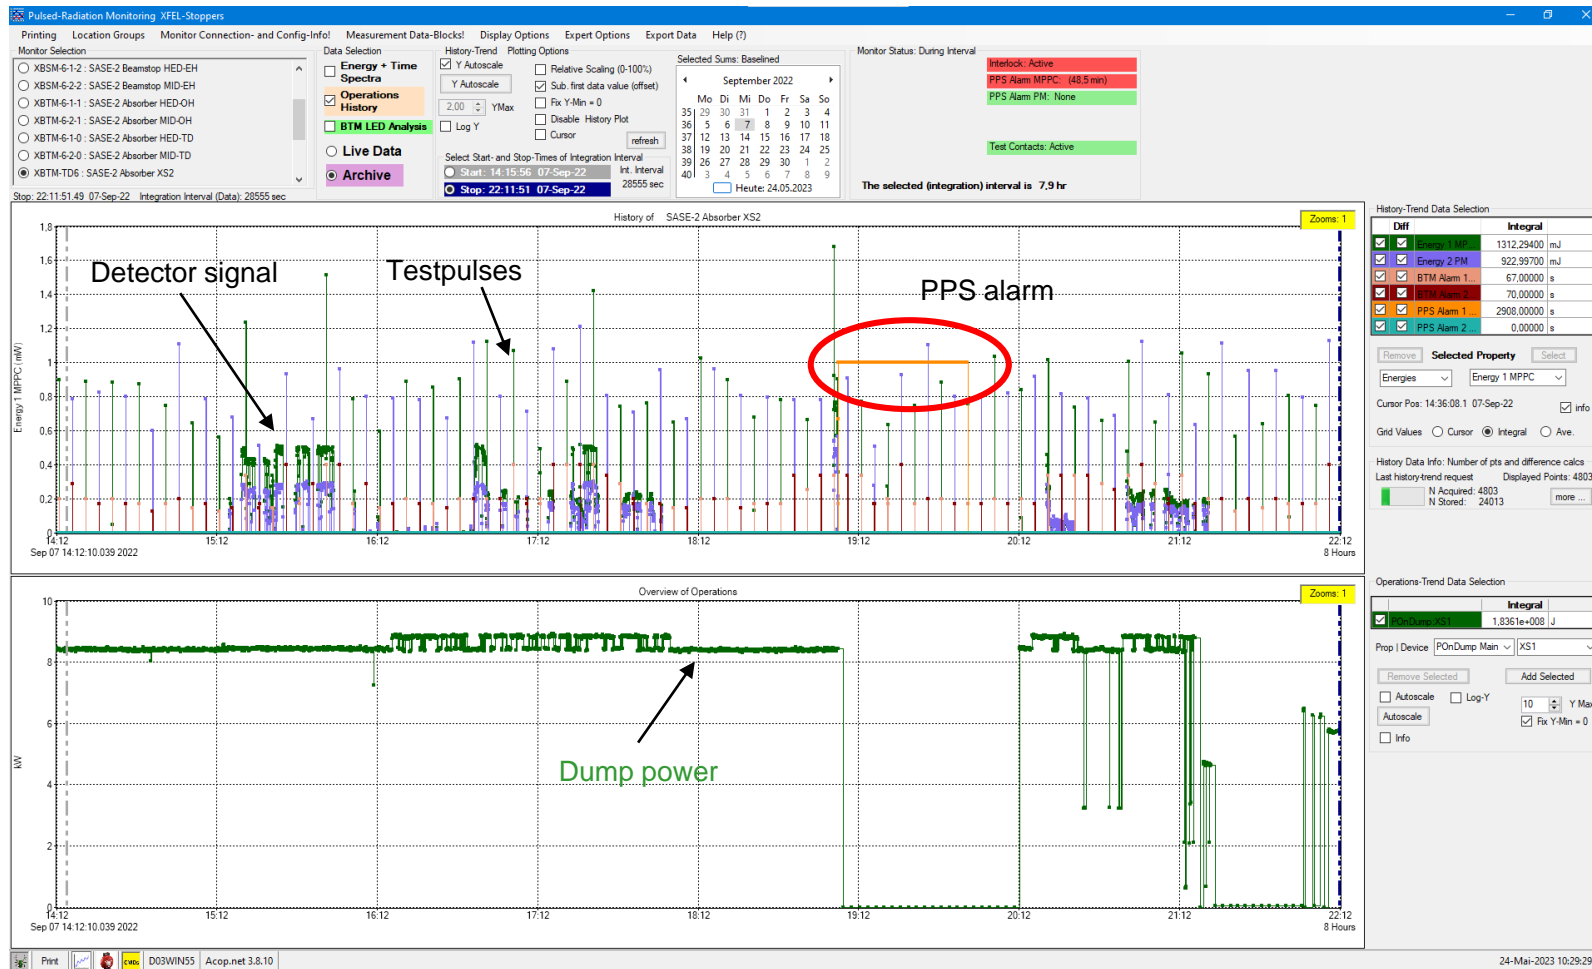 Pulsed-Radiation Monitoring XFEL-Stoppers
Printing Location Groups Monitor Connection- and Config-Info! Measurement Data-Blocks! Display Options Expert Options Export Data Help (?)
Monitor Selection
XBSM-6-1-2 : SASE-2 Beamstop HED-EH
XBSM-6-2-2 : SASE-2 Beamstop MID-EH
XBTM-6-1-1 : SASE-2 Absorber HED-OH
XBTM-6-2-1 : SASE-2 Absorber MID-OH
XBTM-6-1-0 : SASE-2 Absorber HED-TD
XBTM-6-2-0 : SASE-2 Absorber MID-TD
XBTM-TD6 : SASE-2 Absorber XS2
Stop: 22:11:51.49 07-Sep-22 Integration Interval (Data): 28555 sec
Data Selection
Energy + Time
Spectra
Operations
History
BTM LED Analysis
Live Data
Archive
History-Trend Plotting Options
Y Autoscale
Y Autoscale
2.00 YMax
Log Y
Relative Scaling (0-100%)
Sub. first data value (offset)
Fix Y-Min = 0
Disable History Plot
Cursor
refresh
Select Start- and Stop-Times of Integration Interval
Start: 14:15:56 07-Sep-22
Stop: 22:11:51 07-Sep-22
Int. Interval
28555 sec
Selected Sums: Baselined
September 2022
Mo Di Mi Do Fr Sa So
35 29 30 31 1 2 3 4
36 5 6 7 8 9 10 11
37 12 13 14 15 16 17 18
38 19 20 21 22 23 24 25
39 26 27 28 29 30 1 2
40 3 4 5 6 7 8 9
Heute: 24.05.2023
Monitor Status: During Interval
Interlock: Active
PPS Alarm MPPC: (48,5 min)
PPS Alarm PM: None
Test Contacts: Active
The selected (integration) interval is 7,9 hr
History of SASE-2 Absorber XS2
Zooms: 1
Energy 1 MPPC (mW)
1,8
1,6
1,4
1,2
1
0,8
0,6
0,4
0,2
0
Detector signal
Testpulses
PPS alarm
14:12 15:12 16:12 17:12 18:12 19:12 20:12 21:12 22:12
Sep 07 14:12:10.039 2022
8 Hours
History-Trend Data Selection
Diff Integral
Energy 1 MP... 1312,29400 mJ
Energy 2 PM 922,99700 mJ
BTM Alarm 1... 67,00000 s
BTM Alarm 2... 70,00000 s
PPS Alarm 1 ... 2908,00000 s
PPS Alarm 2 ... 0,00000 s
Remove Selected Property Select
Energies Energy 1 MPPC
Cursor Pos: 14:36:08.1 07-Sep-22 info
Grid Values Cursor Integral Ave.
History Data Info: Number of pts and difference calcs
Last history-trend request Displayed Points: 4803
N Acquired: 4803
N Stored: 24013
more ...
Overview of Operations
Zooms: 1
kW
10
8
6
4
2
0
Dump power
14:12 15:12 16:12 17:12 18:12 19:12 20:12 21:12 22:12
Sep 07 14:12:10.039 2022
8 Hours
Operations-Trend Data Selection
Integral
POnDump:XS1 1,8361e+008 J
Prop | Device POnDump Main XS1
Remove Selected Add Selected
Autoscale Log-Y
10 Y Max
Autoscale
Fix Y-Min = 0
Info
Print CMDs D03WIN55 Acop.net 3.8.10
24-Mai-2023 10:29:29